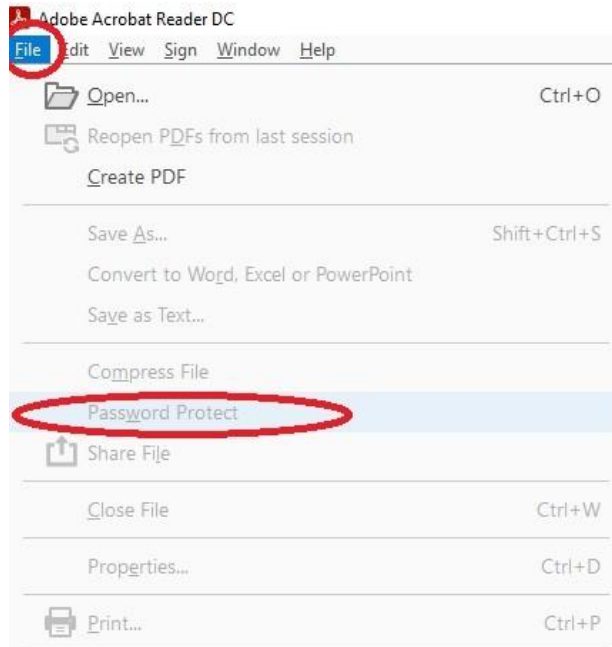 Adobe Acrobat Reader DC
File Edit View Sign Window Help
Open... Ctrl+O
Reopen PDFs from last session
Create PDF
Save As... Shift+Ctrl+S
Convert to Word, Excel or PowerPoint
Save as Text...
Compress File
Password Protect
Share File
Close File Ctrl+W
Properties... Ctrl+D
Print... Ctrl+P